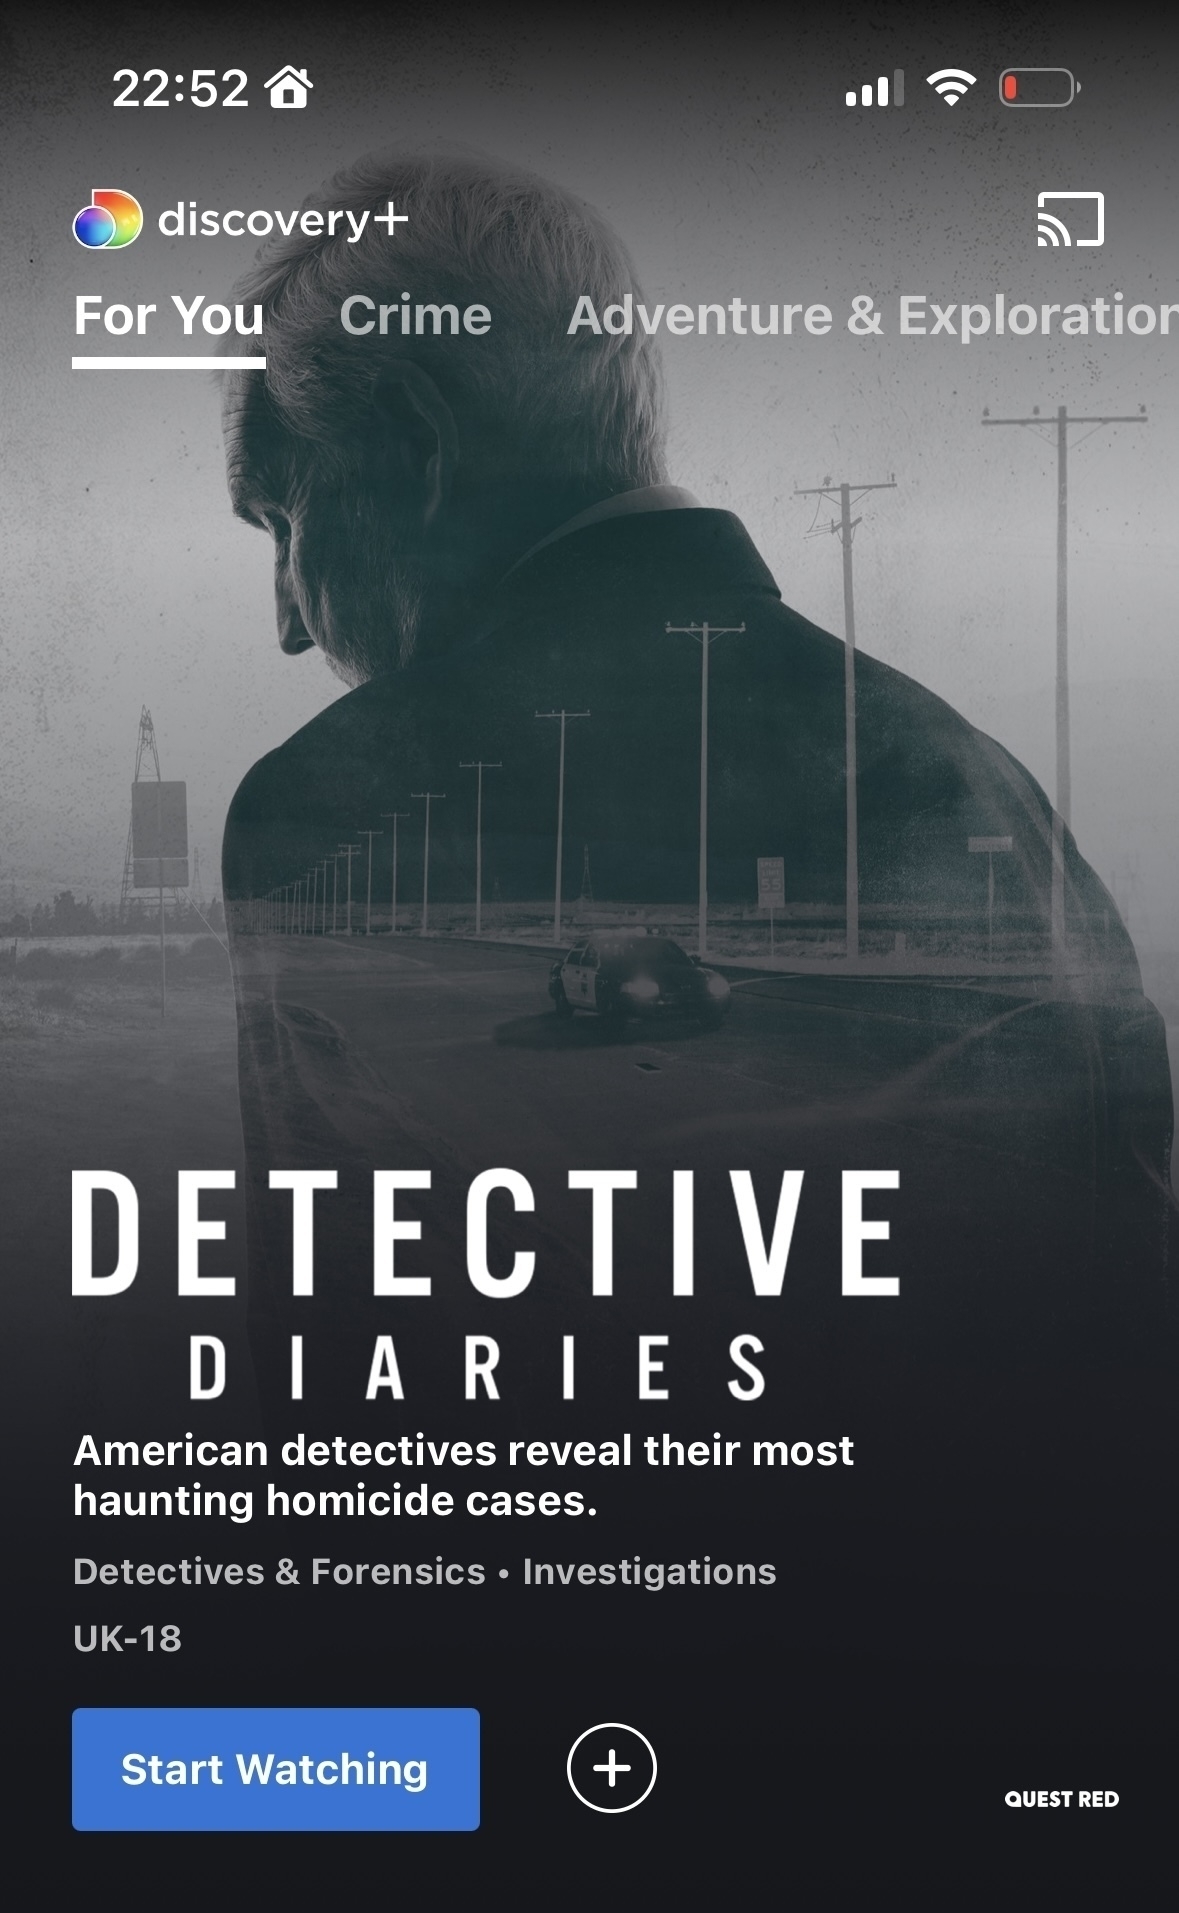 22:52
discovery+
For You Crime Adventure & Exploration
DETECTIVE
DIARIES
American detectives reveal their most
haunting homicide cases.
Detectives & Forensics • Investigations
UK-18
Start Watching
QUEST RED